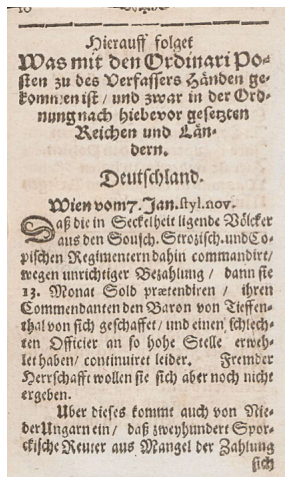 Hierauff folget
Was mit den Ordinari Po-
sten zu des Verfassers Händen ge-
kommen ist / und zwar in der Ord-
nung nach hiebevor gesetzten
Reichen und Län-
dern.
Deutschland.
Wien vom 7. Jan. styl. nov.
Daß die in Seckelheit ligende Völcker
aus den Sousch. Strozisch. und Co-
pischen Regimentern dahin commandirt/
wegen unrichtiger Bezahlung / dann sie
13. Monat Sold prætendiren / ihren
Commendanten den Baron von Tieffen-
thal von sich geschaffet / und einen schlech-
ten Officier an so hohe Stelle erweh-
let haben / continuiret leider. Fremder
Herrschafft wollen sie sich aber noch nicht
ergeben.
Uber dieses kommt auch von Nie-
der Ungarn ein / daß zweyhundert Spor-
ckische Reuter aus Mangel der Zahlung
sich